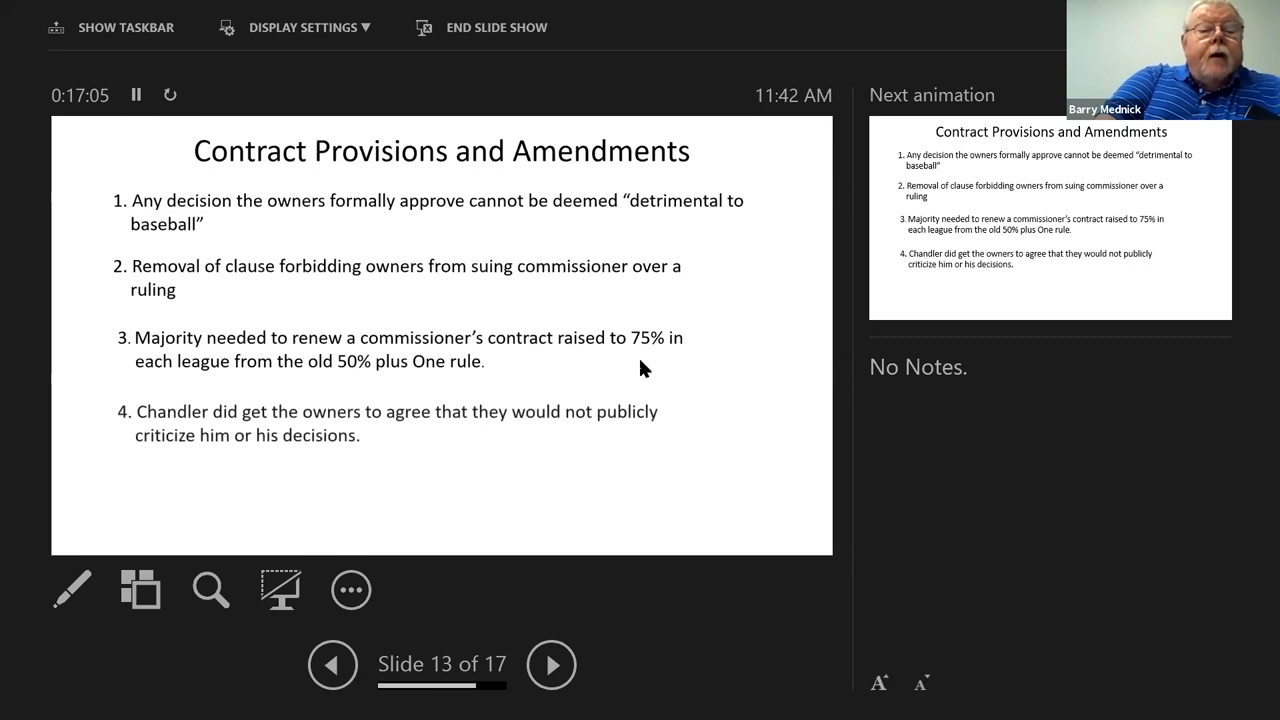 SHOW TASKBAR
DISPLAY SETTINGS ▼
END SLIDE SHOW
0:17:05
11:42 AM
Next animation
Barry Mednick
Contract Provisions and Amendments
1. Any decision the owners formally approve cannot be deemed “detrimental to
baseball”
2. Removal of clause forbidding owners from suing commissioner over a
ruling
3. Majority needed to renew a commissioner’s contract raised to 75% in
each league from the old 50% plus One rule.
4. Chandler did get the owners to agree that they would not publicly
criticize him or his decisions.
Contract Provisions and Amendments
1. Any decision the owners formally approve cannot be deemed “detrimental to
baseball”
2. Removal of clause forbidding owners from suing commissioner over a
ruling
3. Majority needed to renew a commissioner’s contract raised to 75% in
each league from the old 50% plus One rule.
4. Chandler did get the owners to agree that they would not publicly
criticize him or his decisions.
No Notes.
Slide 13 of 17
A A